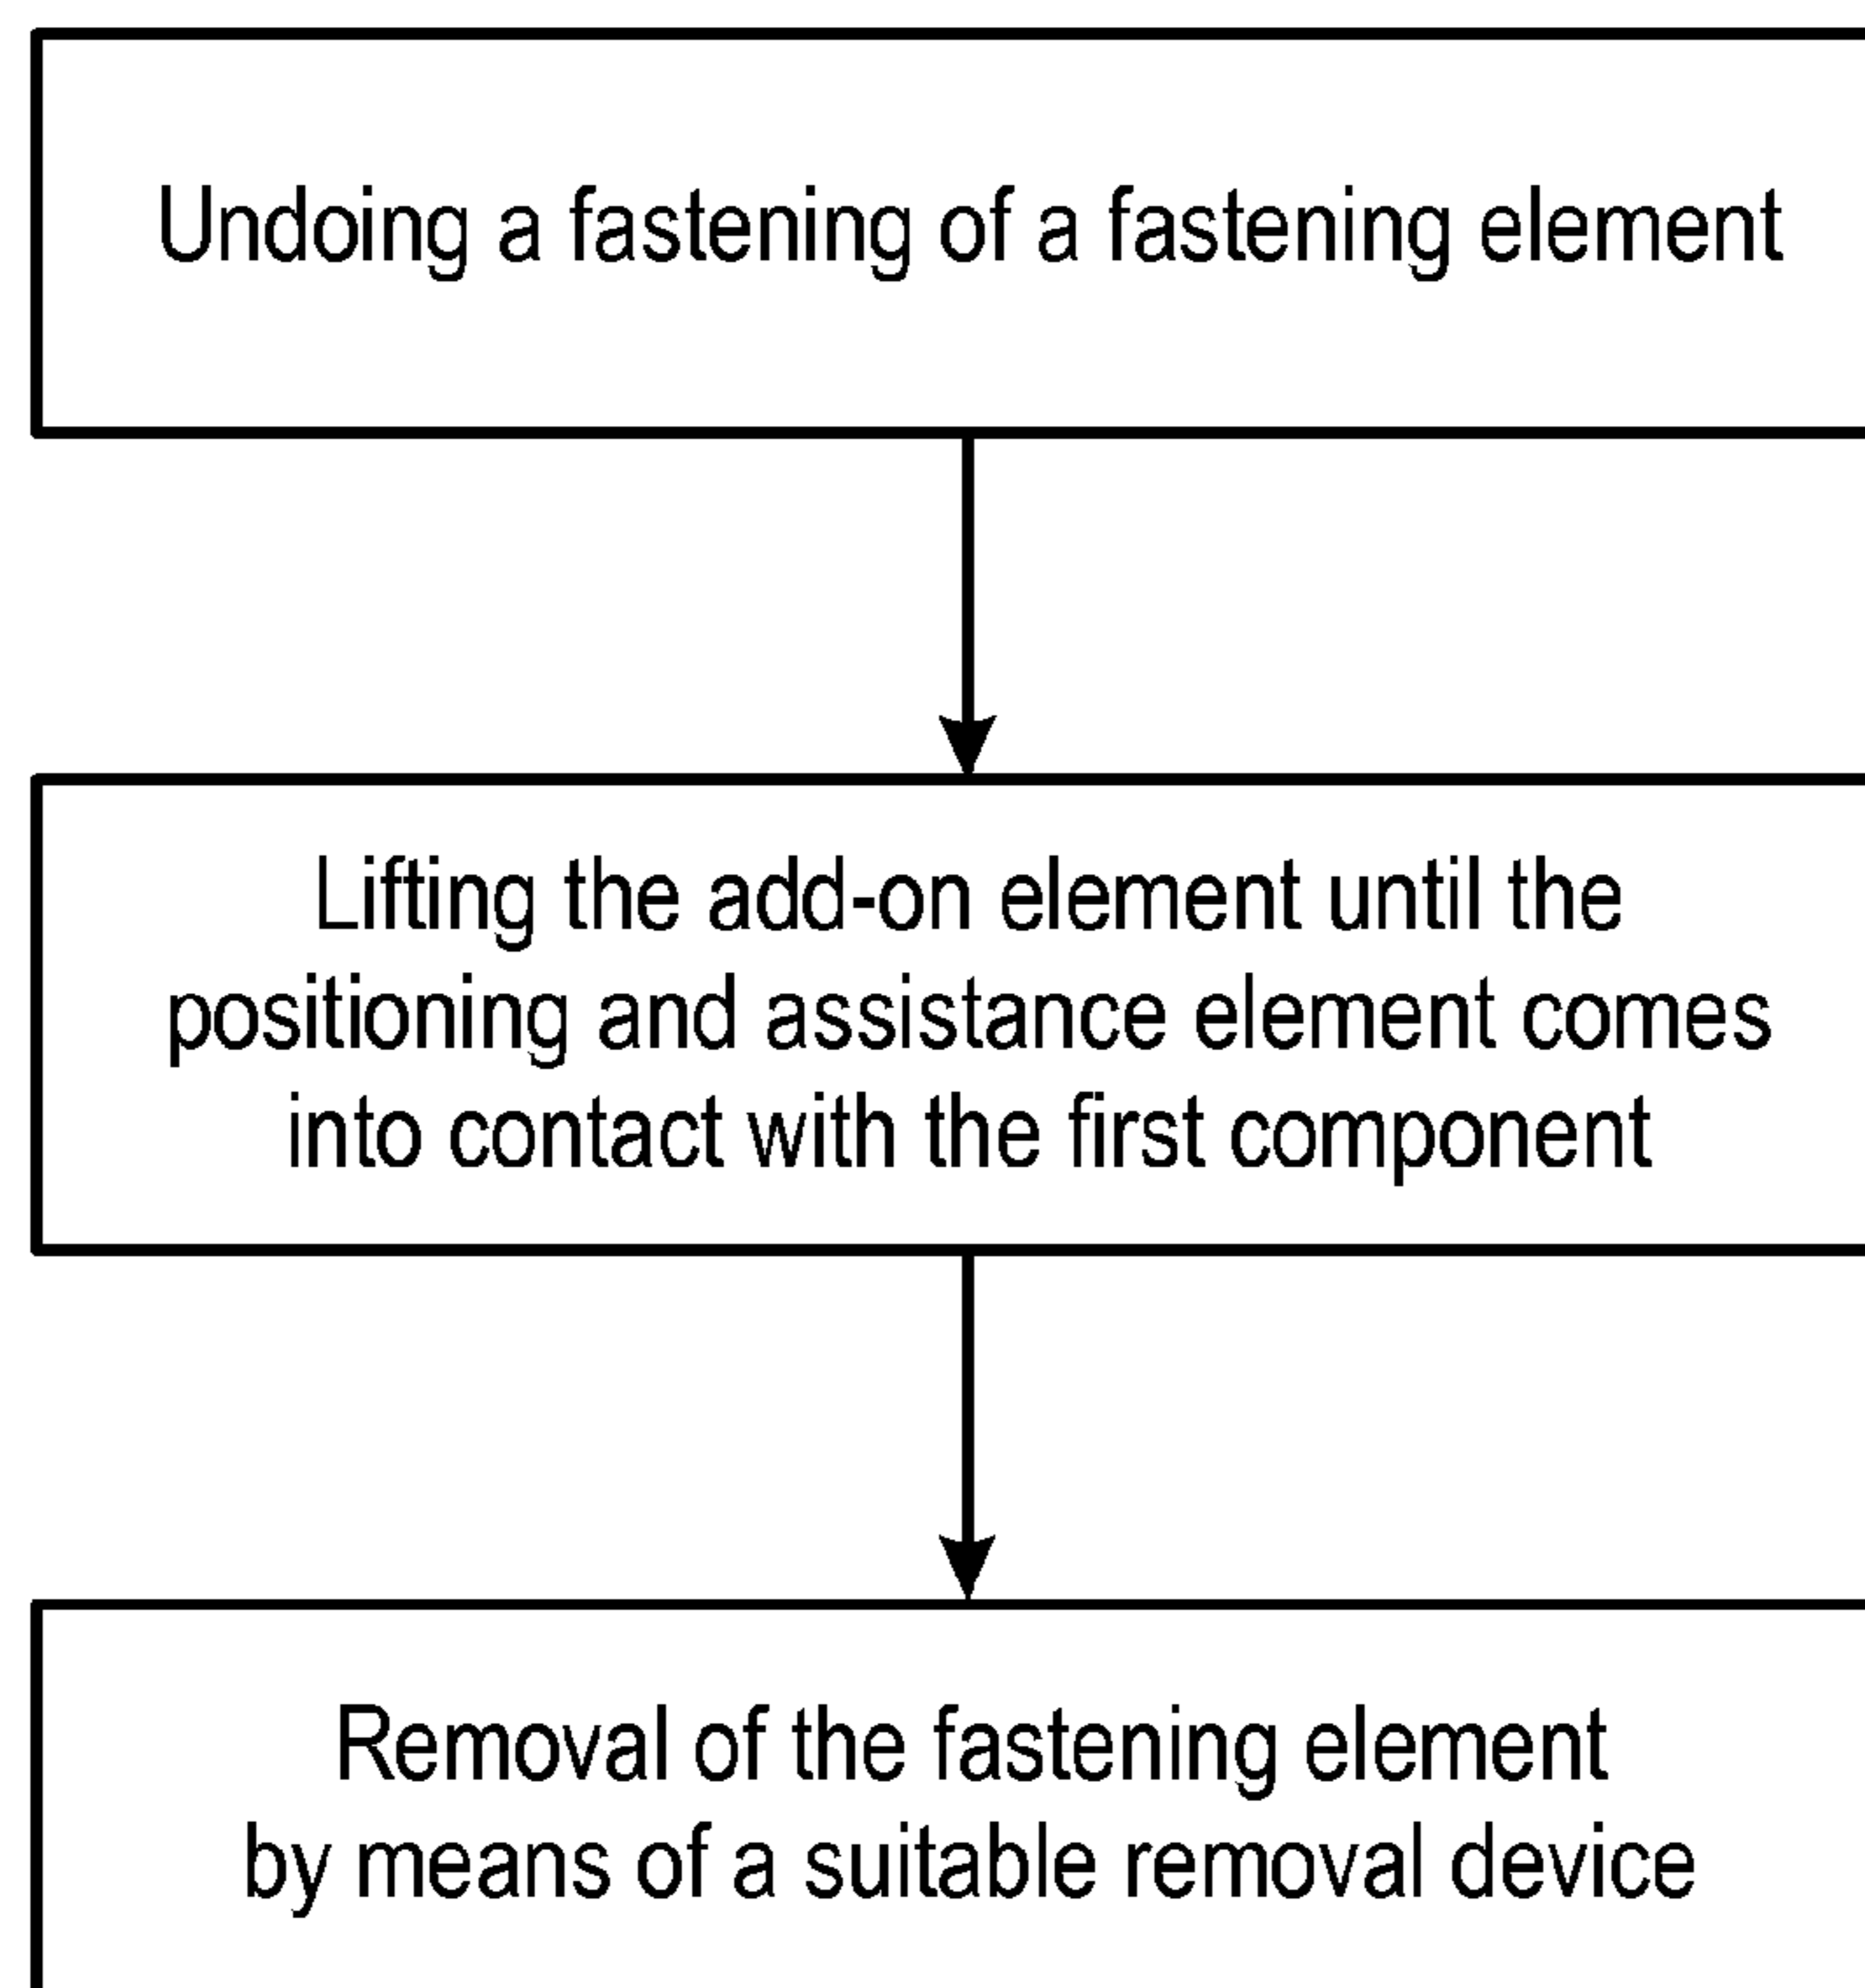 Undoing a fastening of a fastening element
Lifting the add-on element until the
positioning and assistance element comes
into contact with the first component
Removal of the fastening element
by means of a suitable removal device